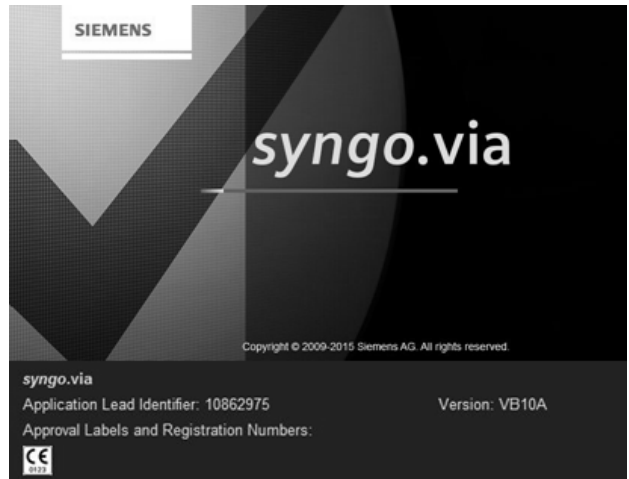 SIEMENS
syngo.via
Copyright © 2009-2015 Siemens AG. All rights reserved.
syngo.via
Application Lead Identifier: 10862975 Version: VB10A
Approval Labels and Registration Numbers:
CE
0123